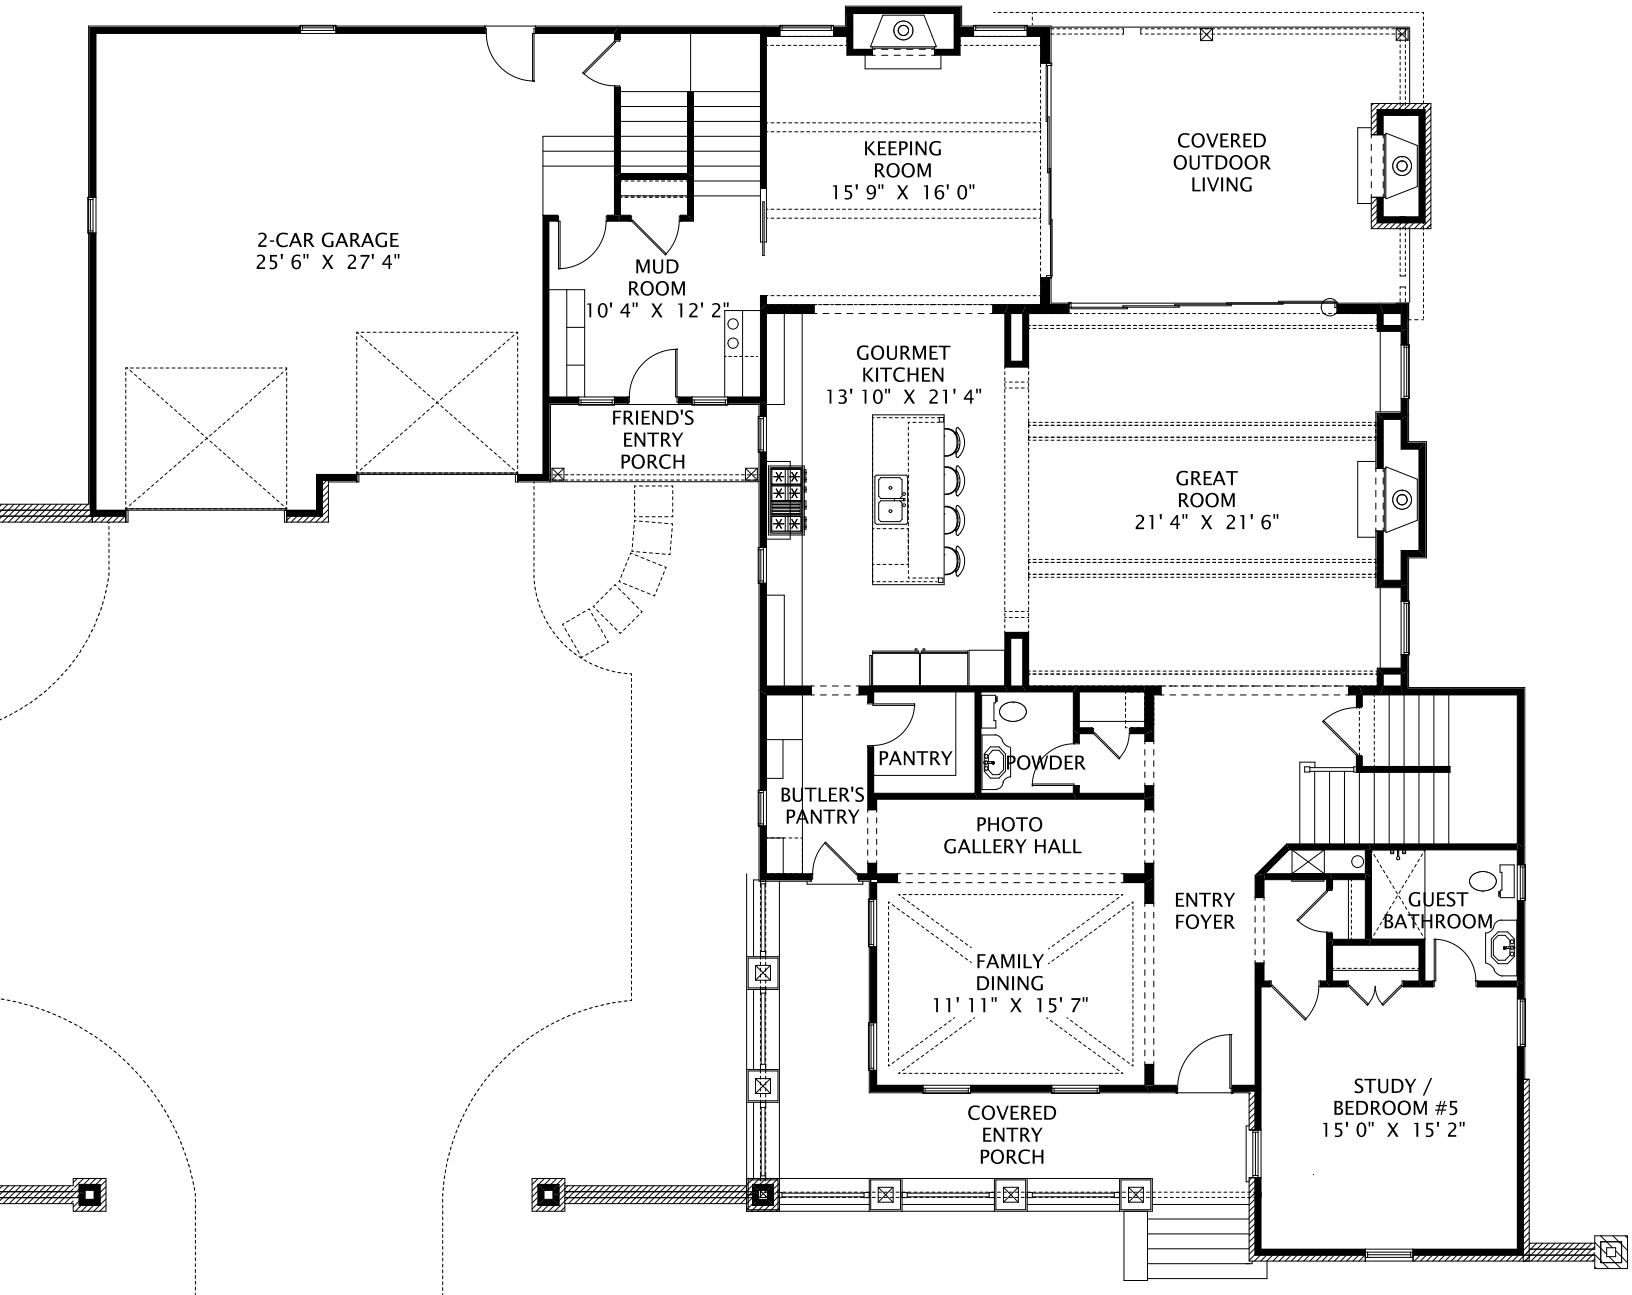 KEEPING
ROOM
15' 9" X 16' 0"
COVERED
OUTDOOR
LIVING
2-CAR GARAGE
25' 6" X 27' 4"
MUD
ROOM
10' 4" X 12' 2"
GOURMET
KITCHEN
13' 10" X 21' 4"
FRIEND'S
ENTRY
PORCH
GREAT
ROOM
21' 4" X 21' 6"
PANTRY
POWDER
BUTLER'S
PANTRY
PHOTO
GALLERY HALL
ENTRY
FOYER
GUEST
BATHROOM
FAMILY
DINING
11' 11" X 15' 7"
STUDY /
BEDROOM #5
15' 0" X 15' 2"
COVERED
ENTRY
PORCH